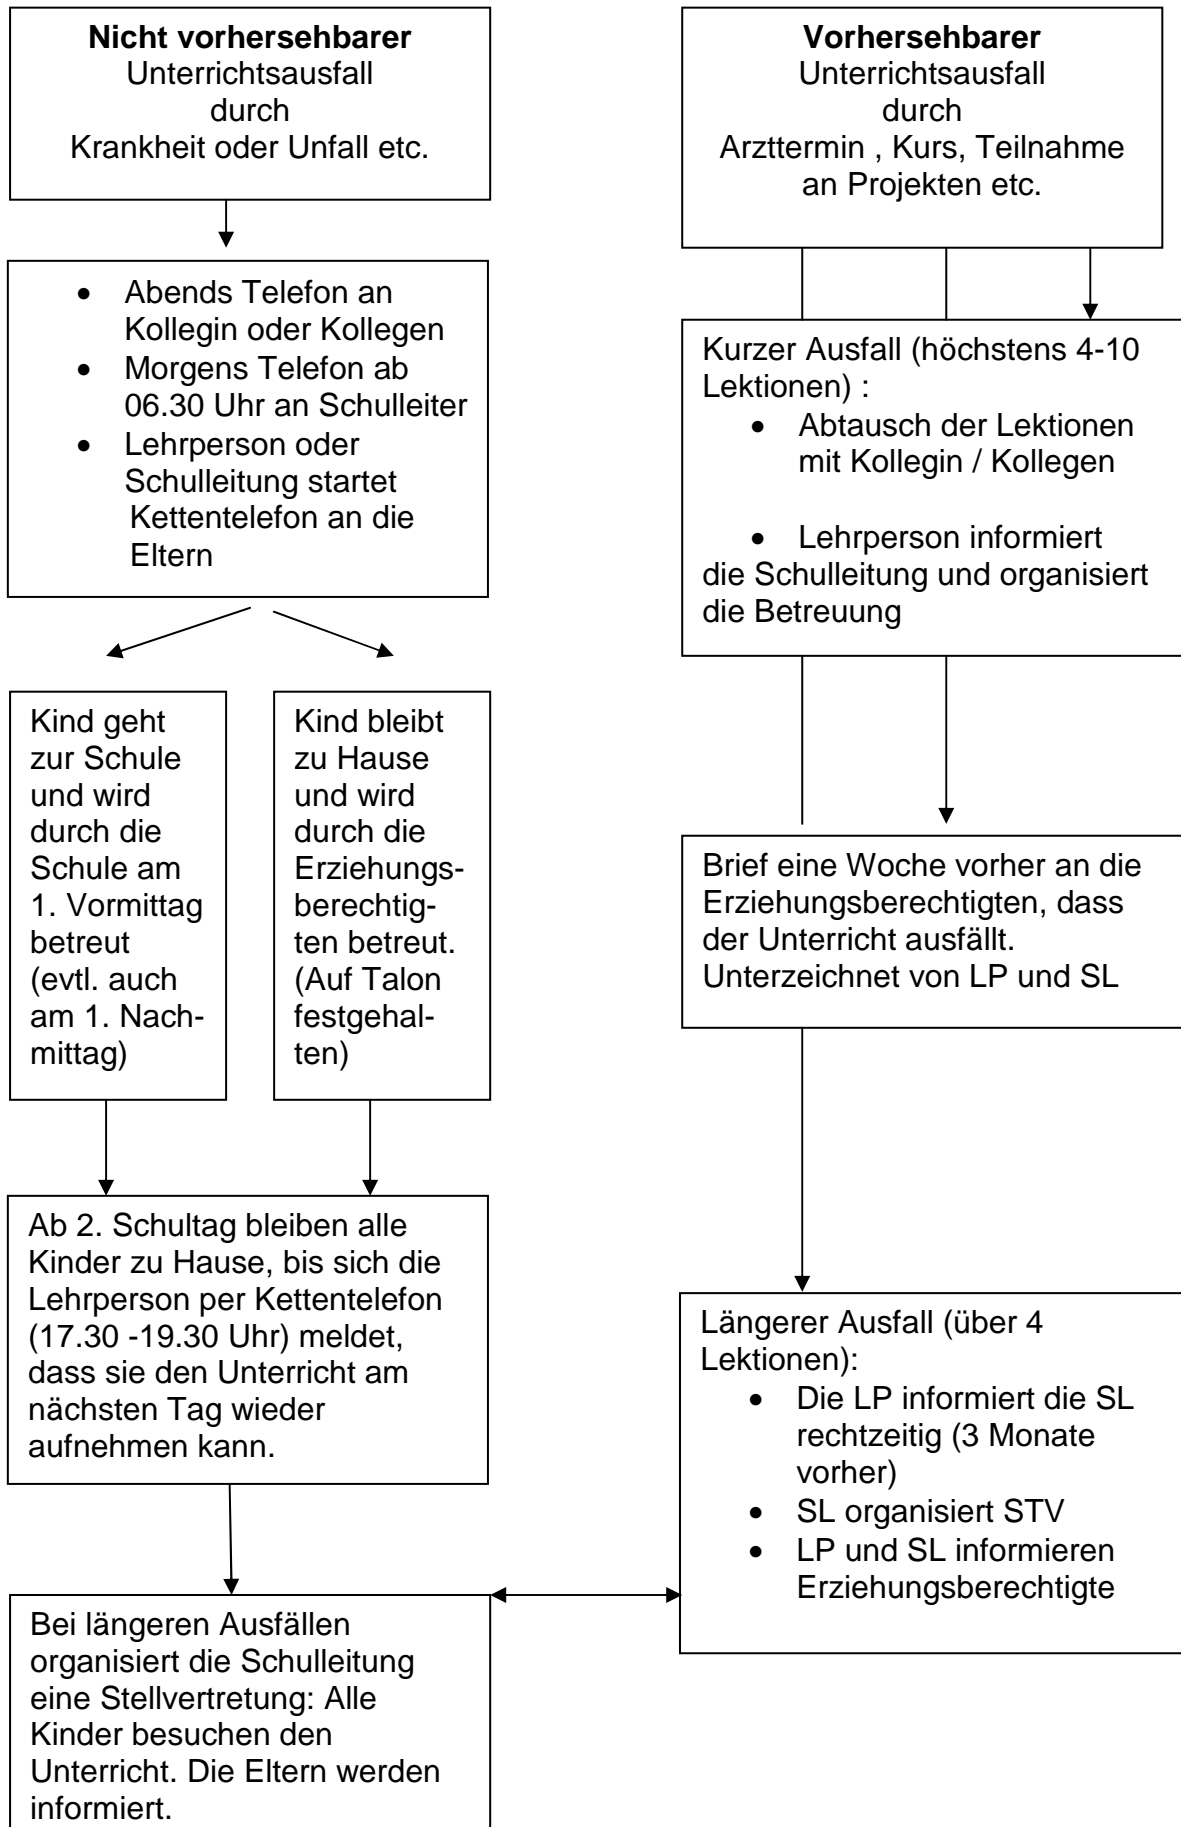 Nicht vorhersehbarer
Unterrichtsausfall
durch
Krankheit oder Unfall etc.
• Abends Telefon an
Kollegin oder Kollegen
• Morgens Telefon ab
06.30 Uhr an Schulleiter
• Lehrperson oder
Schulleitung startet
Kettentelefon an die
Eltern
Kind geht
zur Schule
und wird
durch die
Schule am
1. Vormittag
betreut
(evtl. auch
am 1. Nach-
mittag)
Kind bleibt
zu Hause
und wird
durch die
Erziehungs-
berechtig-
ten betreut.
(Auf Talon
festgehal-
ten)
Ab 2. Schultag bleiben alle
Kinder zu Hause, bis sich die
Lehrperson per Kettentelefon
(17.30 -19.30 Uhr) meldet,
dass sie den Unterricht am
nächsten Tag wieder
aufnehmen kann.
Bei längeren Ausfällen
organisiert die Schulleitung
eine Stellvertretung: Alle
Kinder besuchen den
Unterricht. Die Eltern werden
informiert.
Vorhersehbarer
Unterrichtsausfall
durch
Arzttermin , Kurs, Teilnahme
an Projekten etc.
Kurzer Ausfall (höchstens 4-10
Lektionen) :
• Abtausch der Lektionen
mit Kollegin / Kollegen
• Lehrperson informiert
die Schulleitung und organisiert
die Betreuung
Brief eine Woche vorher an die
Erziehungsberechtigten, dass
der Unterricht ausfällt.
Unterzeichnet von LP und SL
Längerer Ausfall (über 4
Lektionen):
• Die LP informiert die SL
rechtzeitig (3 Monate
vorher)
• SL organisiert STV
• LP und SL informieren
Erziehungsberechtigte